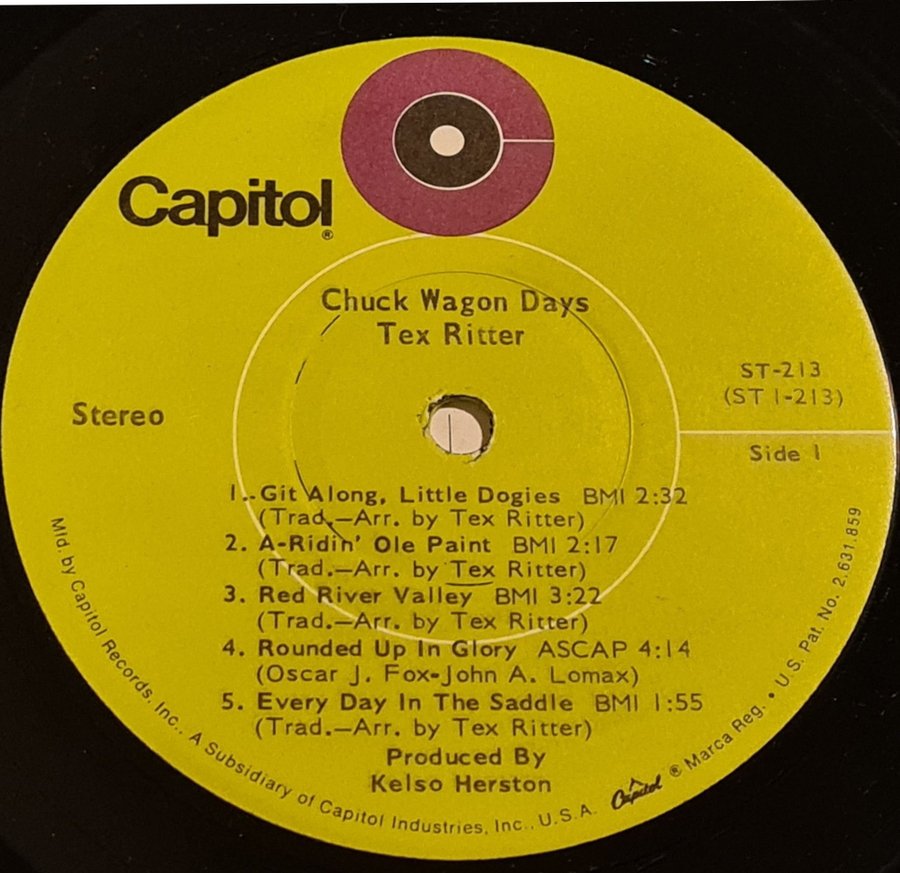 Capitol®
Chuck Wagon Days
Tex Ritter
ST-213
(ST 1-213)
Stereo
Side 1
1. Git Along, Little Dogies BMI 2:32
(Trad.—Arr. by Tex Ritter)
2. A-Ridin' Ole Paint BMI 2:17
(Trad.—Arr. by Tex Ritter)
3. Red River Valley BMI 3:22
(Trad.—Arr. by Tex Ritter)
4. Rounded Up In Glory ASCAP 4:14
(Oscar J. Fox-John A. Lomax)
5. Every Day In The Saddle BMI 1:55
(Trad.—Arr. by Tex Ritter)
Produced By
Kelso Herston
Mfd. by Capitol Records, Inc., A Subsidiary of Capitol Industries, Inc., U.S.A. Capitol ® Marca Reg. • U.S. Pat. No. 2,631,859